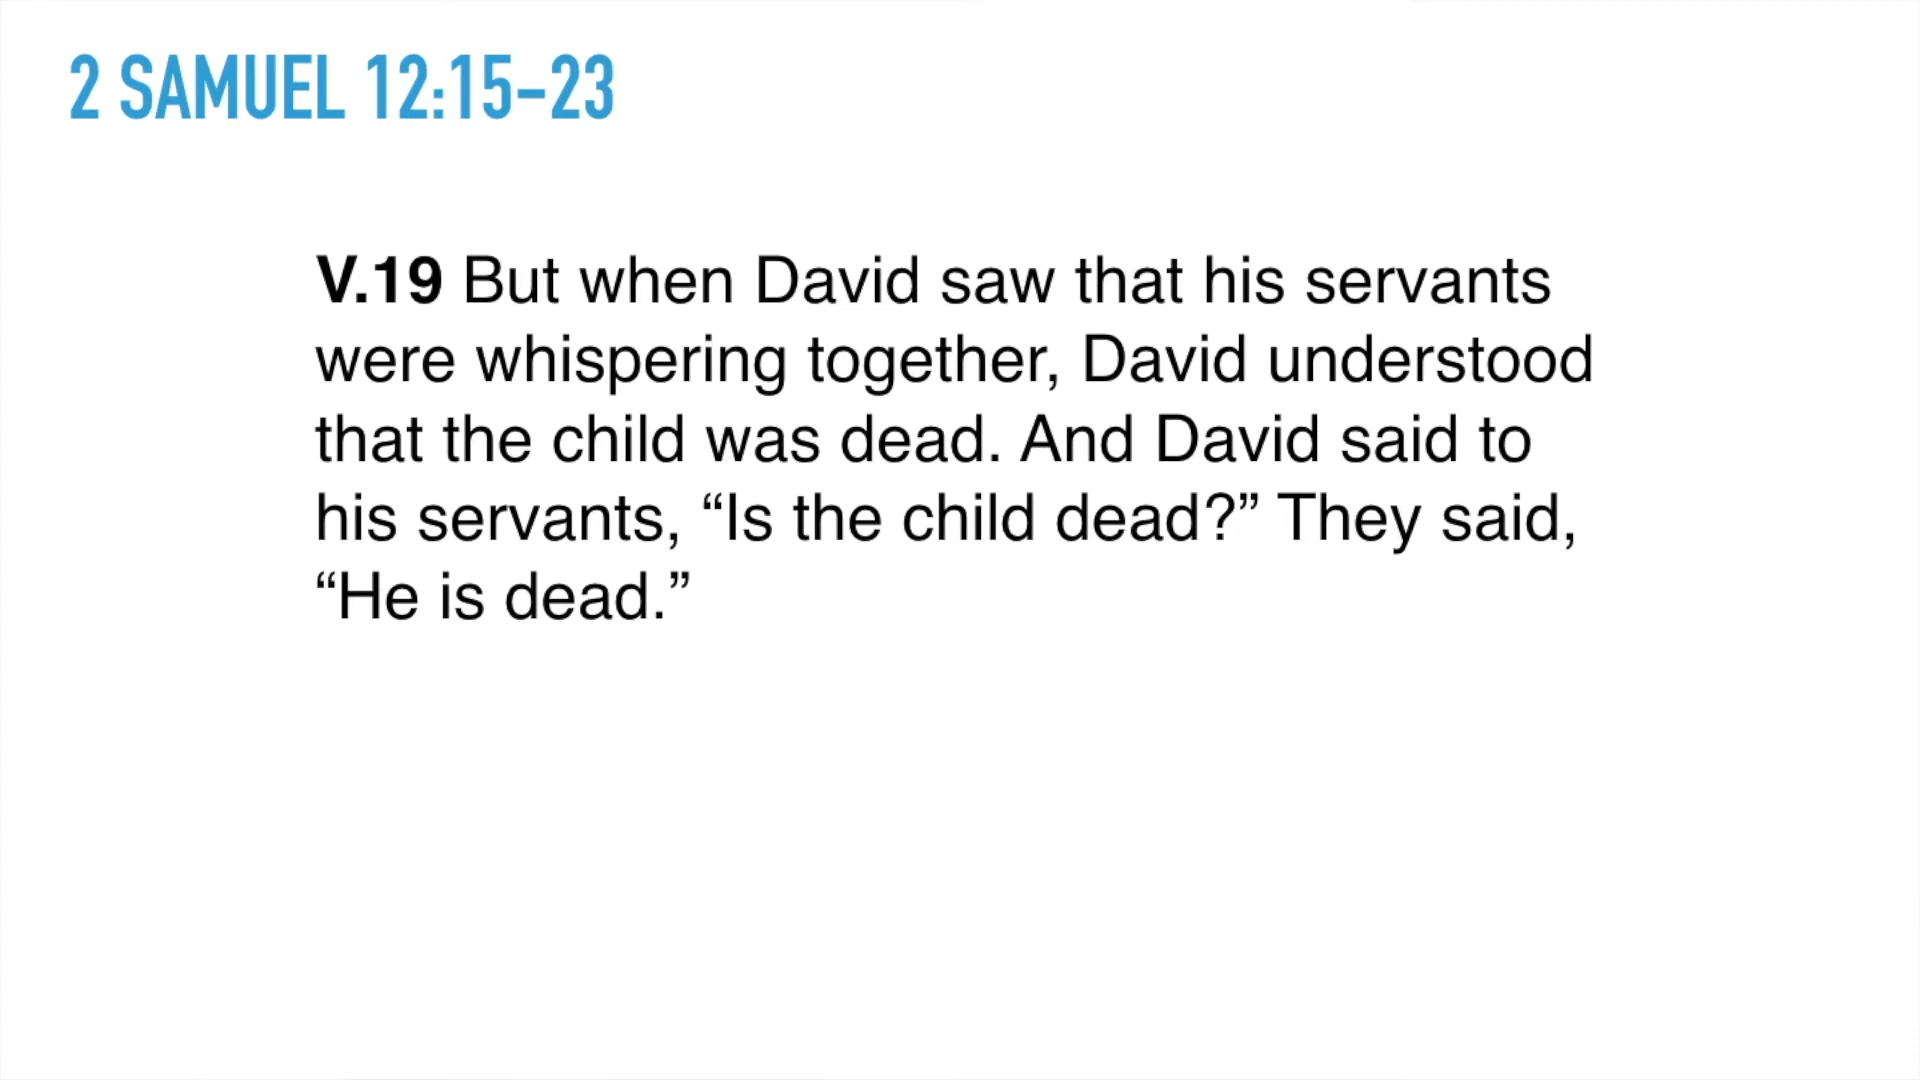 2 SAMUEL 12:15–23
V.19 But when David saw that his servants
were whispering together, David understood
that the child was dead. And David said to
his servants, “Is the child dead?” They said,
“He is dead.”